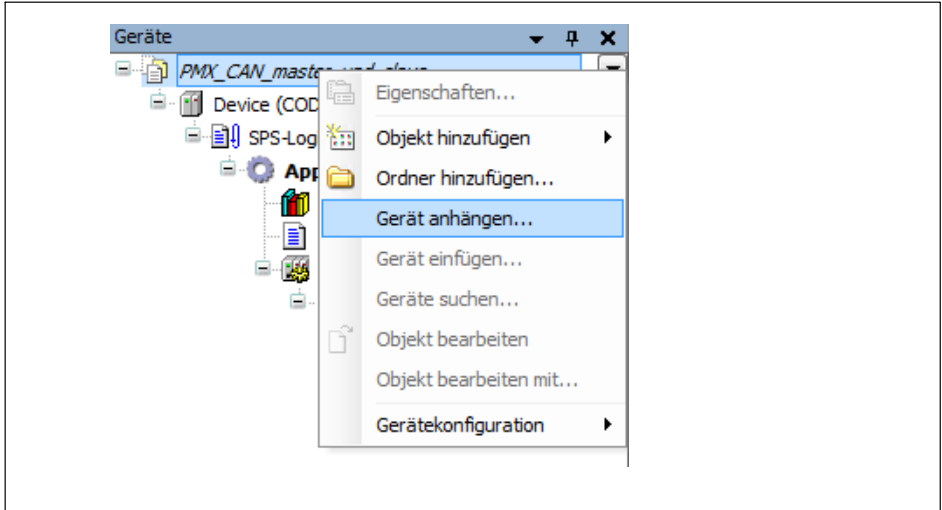 Geräte
PMX_CAN_master_und_slave
Device (COD
SPS-Log
App
Eigenschaften...
Objekt hinzufügen
Ordner hinzufügen...
Gerät anhängen...
Gerät einfügen...
Geräte suchen...
Objekt bearbeiten
Objekt bearbeiten mit...
Gerätekonfiguration